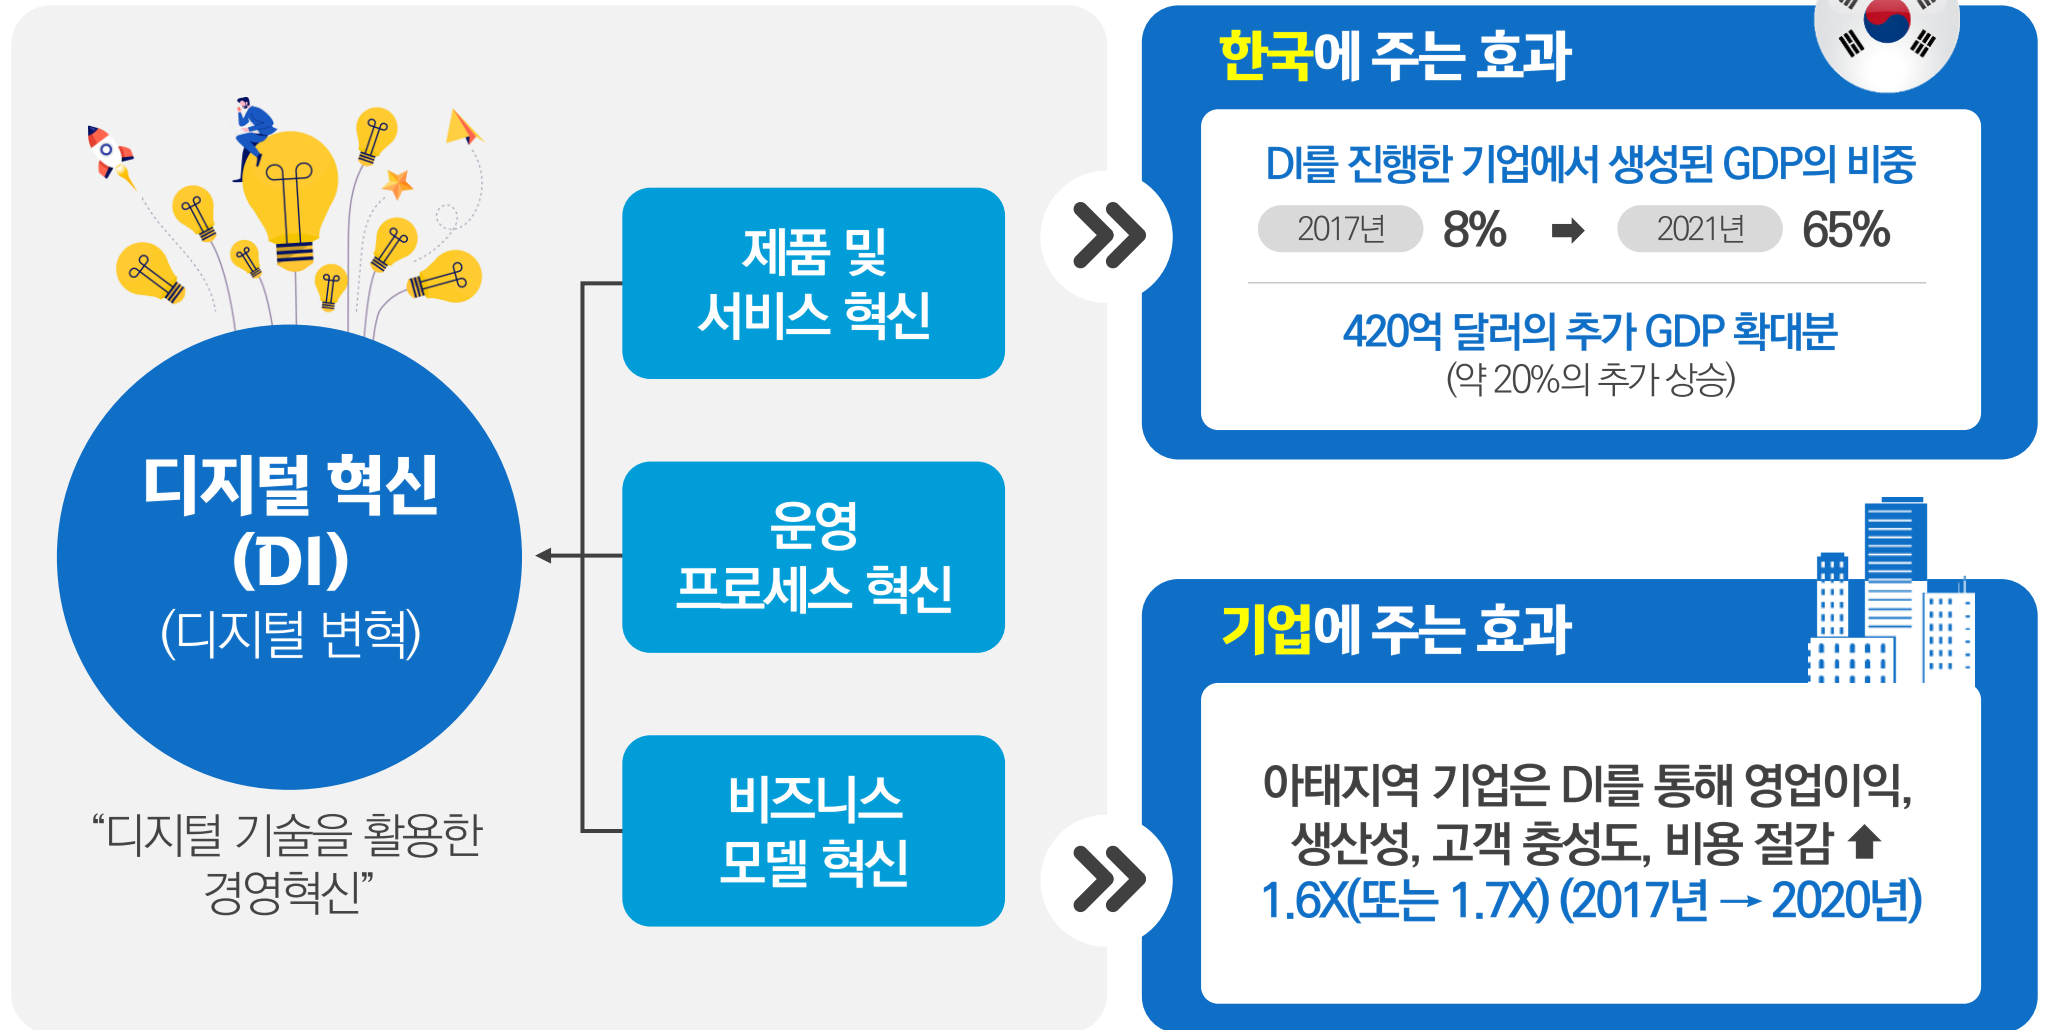 디지털 혁신
(DI)
(디지털 변혁)
“디지털 기술을 활용한
경영혁신”
제품 및
서비스 혁신
운영
프로세스 혁신
비즈니스
모델 혁신
한국에 주는 효과
DI를 진행한 기업에서 생성된 GDP의 비중
2017년 8% 2021년 65%
420억 달러의 추가 GDP 확대분
(약 20%의 추가 상승)
기업에 주는 효과
아태지역 기업은 DI를 통해 영업이익,
생산성, 고객 충성도, 비용 절감
1.6X(또는 1.7X) (2017년 → 2020년)